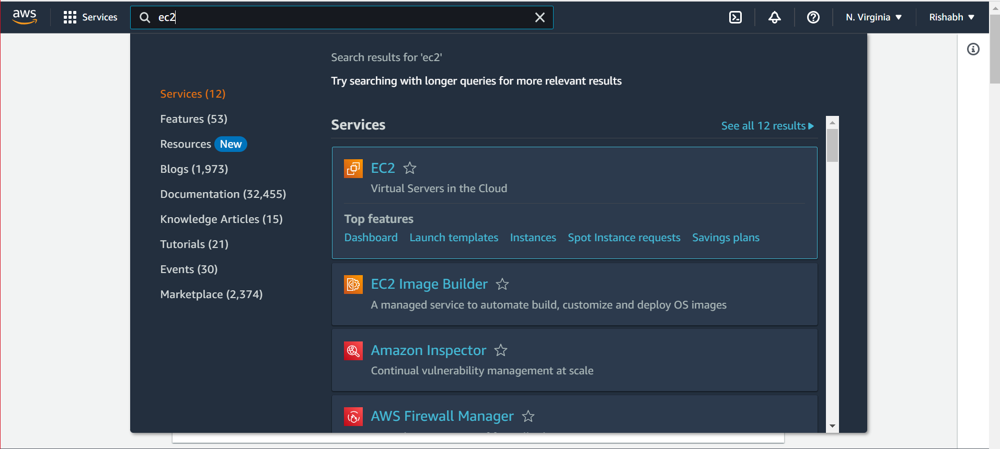 aws
Services
ec2
N. Virginia
Rishabh
Search results for 'ec2'
Try searching with longer queries for more relevant results
Services (12)
Features (53)
Resources New
Blogs (1,973)
Documentation (32,455)
Knowledge Articles (15)
Tutorials (21)
Events (30)
Marketplace (2,374)
Services
See all 12 results
EC2
Virtual Servers in the Cloud
Top features
Dashboard Launch templates Instances Spot Instance requests Savings plans
EC2 Image Builder
A managed service to automate build, customize and deploy OS images
Amazon Inspector
Continual vulnerability management at scale
AWS Firewall Manager